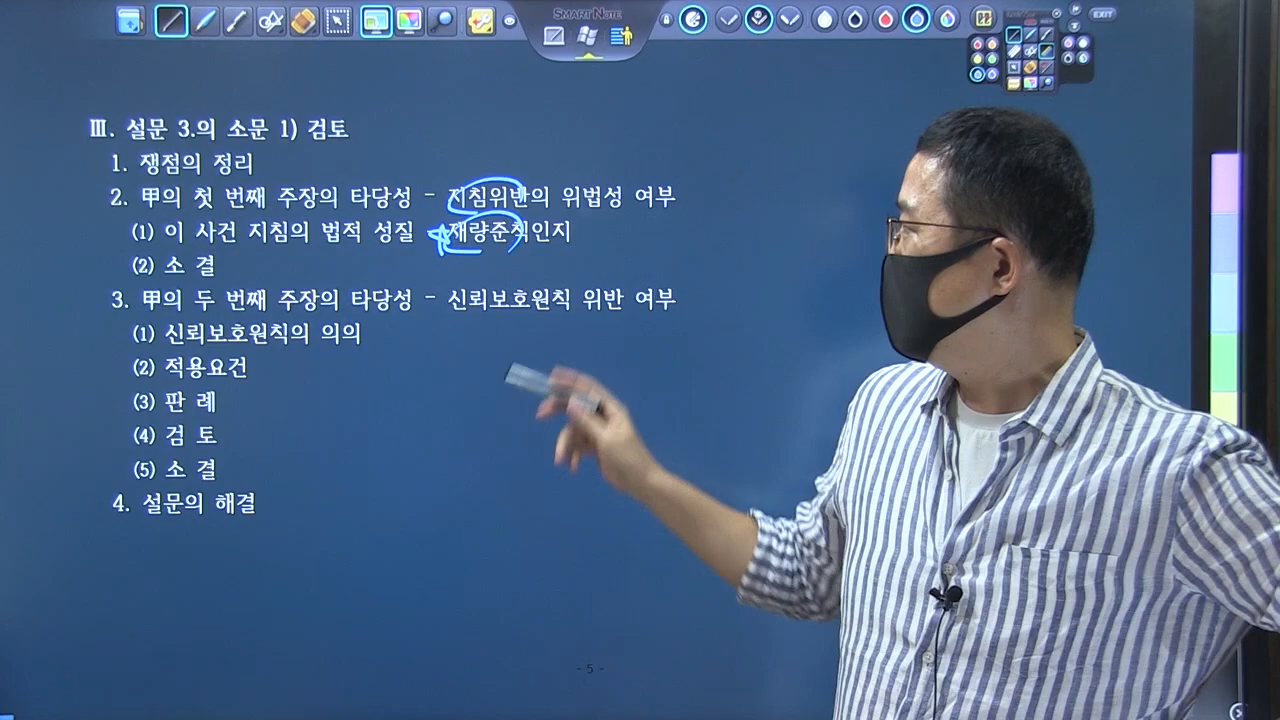 SMART NOTE
EXIT
Ⅲ. 설문 3.의 소문 1) 검토
1. 쟁점의 정리
2. 甲의 첫 번째 주장의 타당성 - 지침위반의 위법성 여부
(1) 이 사건 지침의 법적 성질 - 재량준칙인지
(2) 소 결
3. 甲의 두 번째 주장의 타당성 - 신뢰보호원칙 위반 여부
(1) 신뢰보호원칙의 의의
(2) 적용요건
(3) 판 례
(4) 검 토
(5) 소 결
4. 설문의 해결
- 5 -